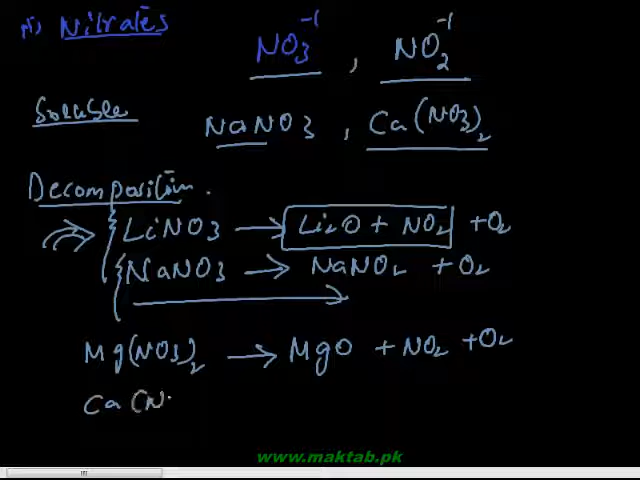 Nitrates NO3⁻¹ , NO2⁻¹
Soluble NaNO3 , Ca(NO3)2
Decomposition.
LiNO3 → Li2O + NO2 + O2
NaNO3 → NaNO2 + O2
Mg(NO3)2 → MgO + NO2 + O2
Ca (N
www.maktab.pk